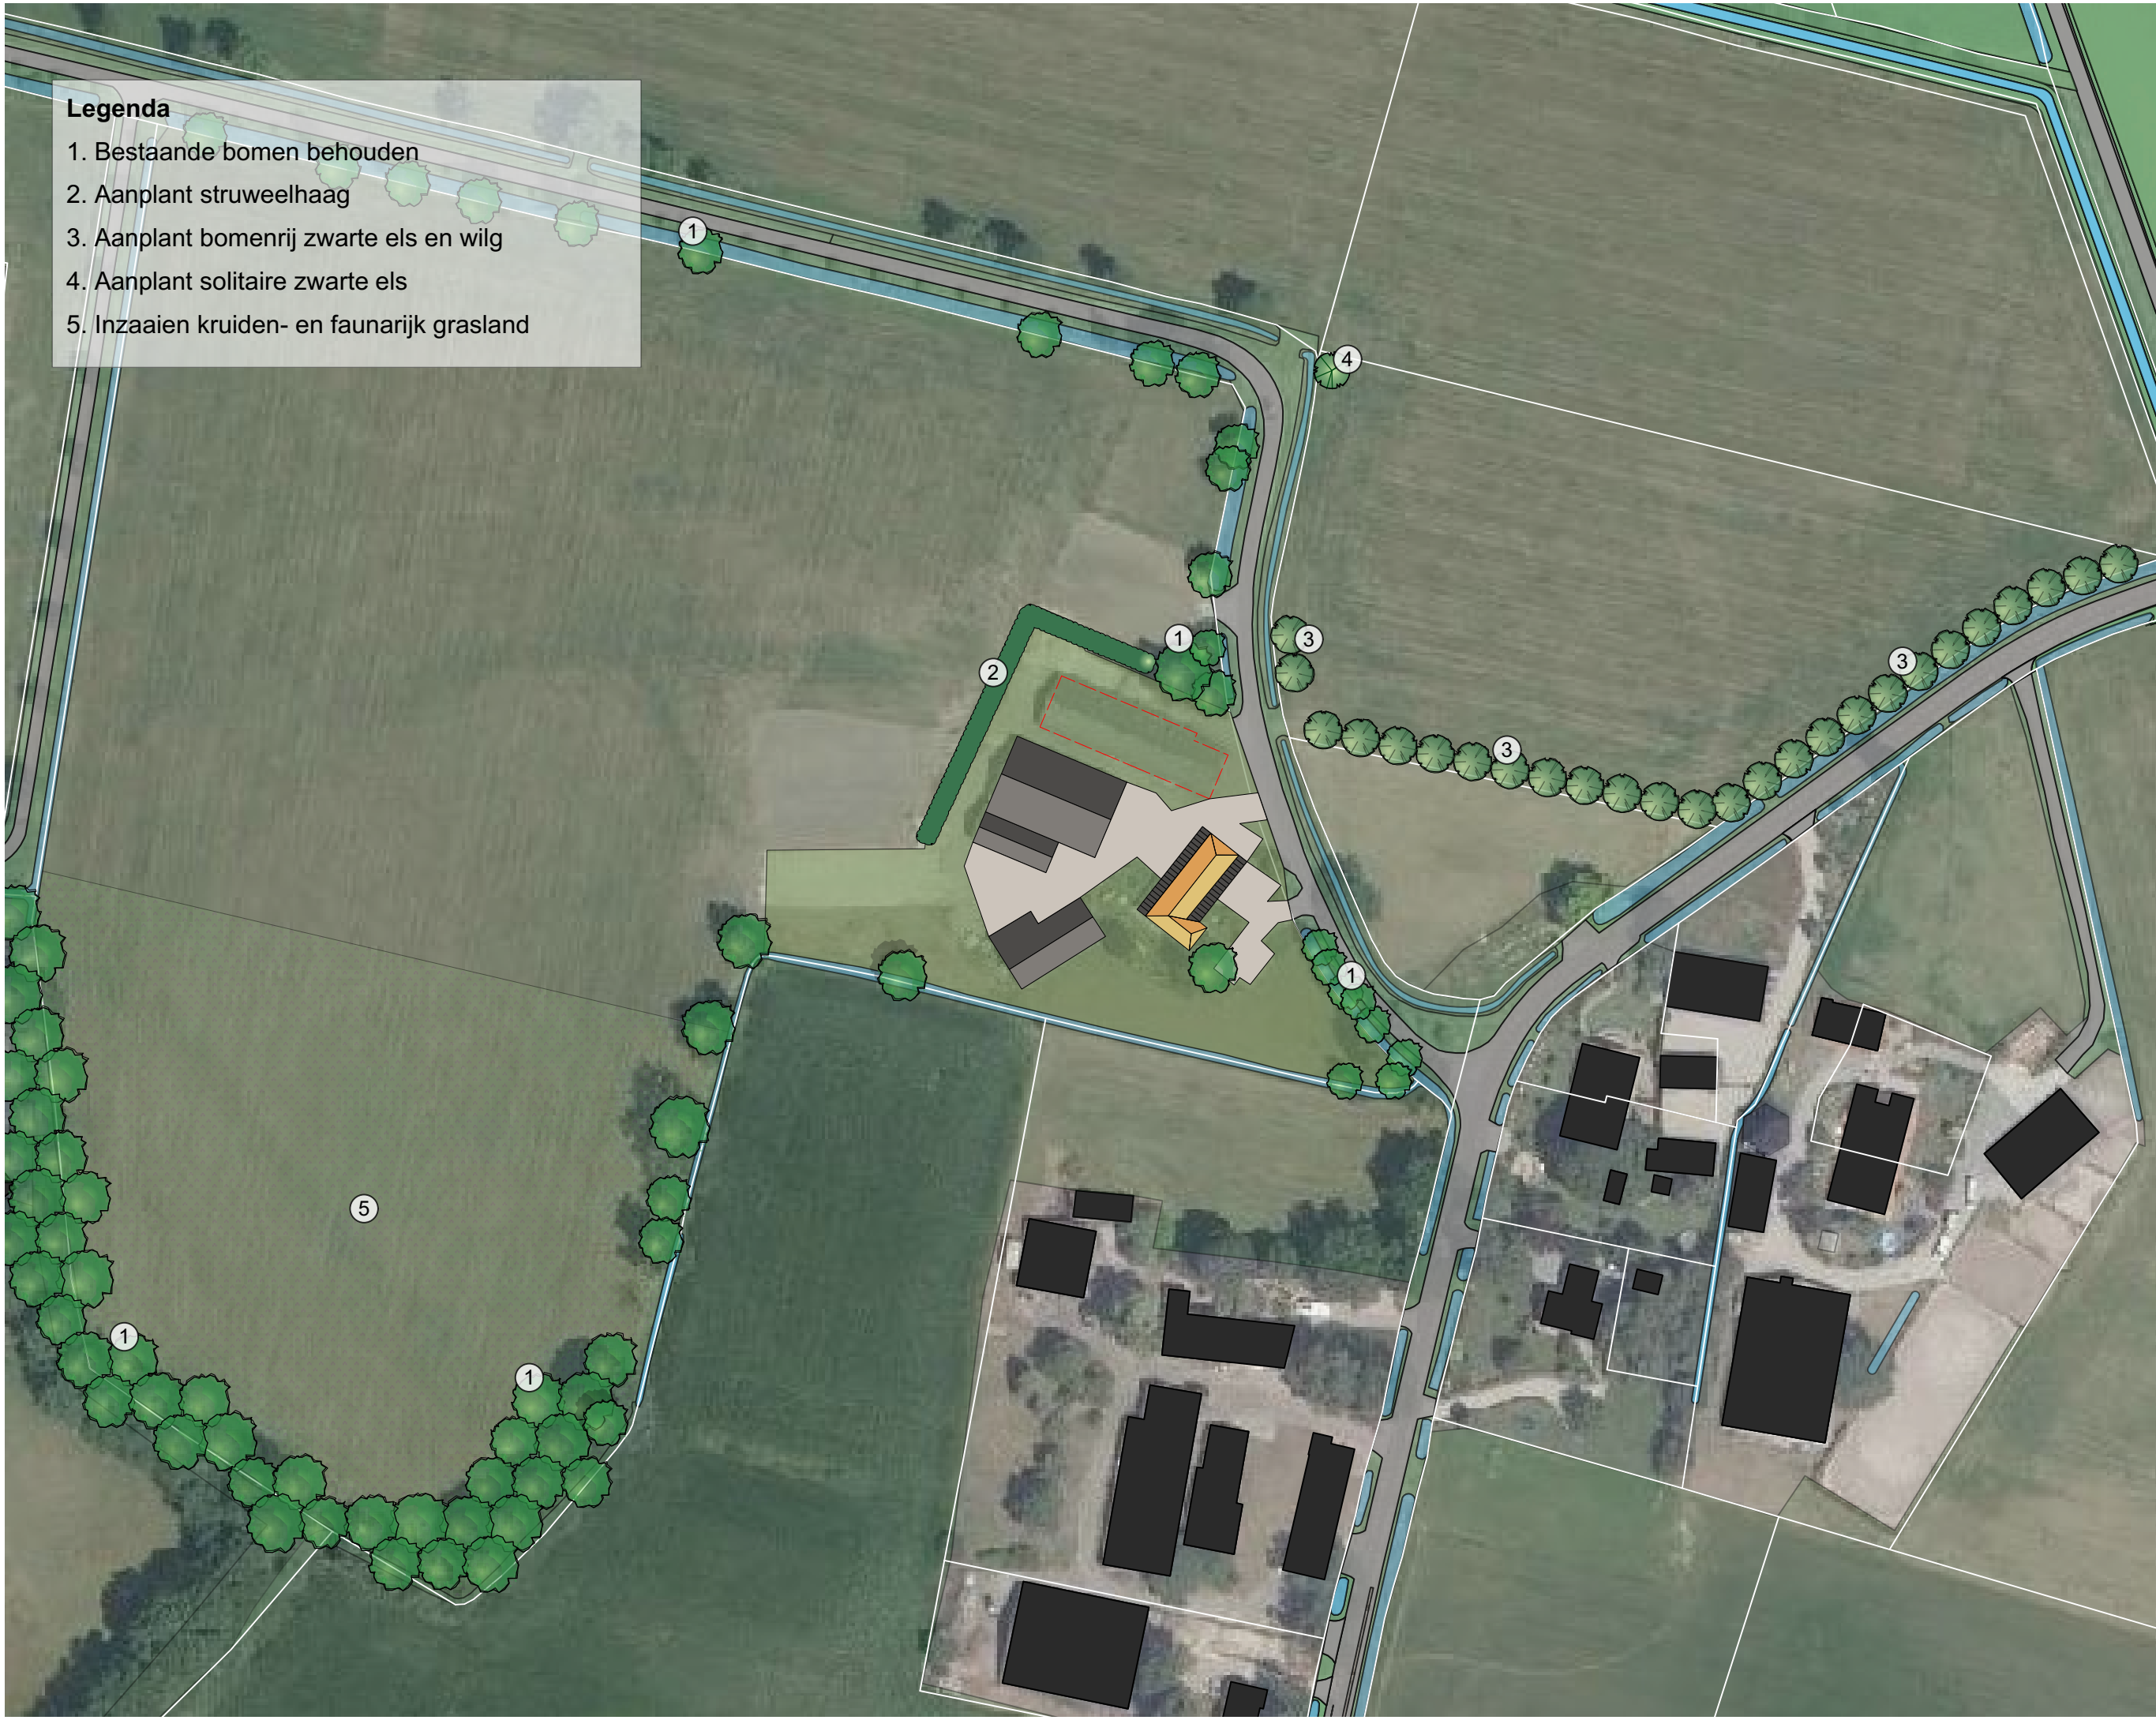 Legenda
1. Bestaande bomen behouden
2. Aanplant struweelhaag
3. Aanplant bomenrij zwarte els en wilg
4. Aanplant solitaire zwarte els
5. Inzaaien kruiden- en faunarijk grasland
1
4
1
3
3
2
3
1
5
1
1